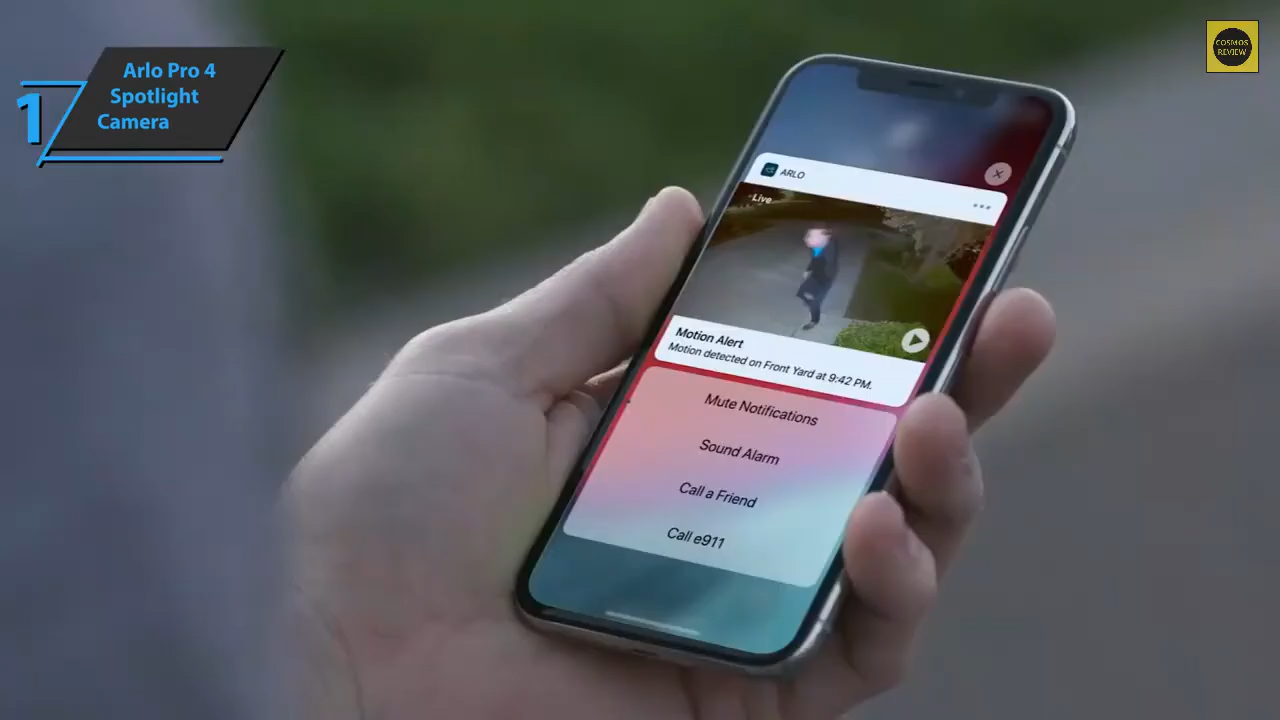 1
Arlo Pro 4
Spotlight
Camera
COSMOS
REVIEW
ARLO
Live
Motion Alert
Motion detected on Front Yard at 9:42 PM.
Mute Notifications
Sound Alarm
Call a Friend
Call e911